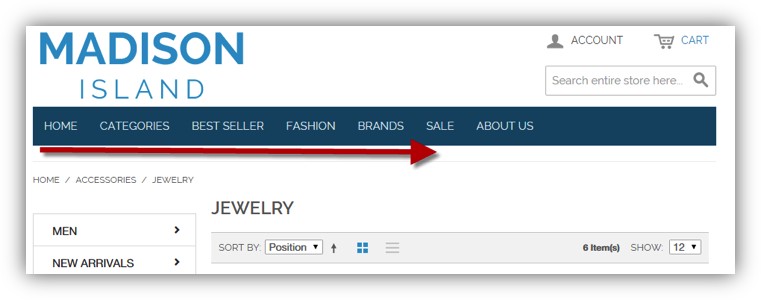 MADISON
ISLAND
ACCOUNT CART
Search entire store here...
HOME CATEGORIES BEST SELLER FASHION BRANDS SALE ABOUT US
HOME / ACCESSORIES / JEWELRY
JEWELRY
MEN
SORT BY: Position 6 Item(s) SHOW: 12
NEW ARRIVALS